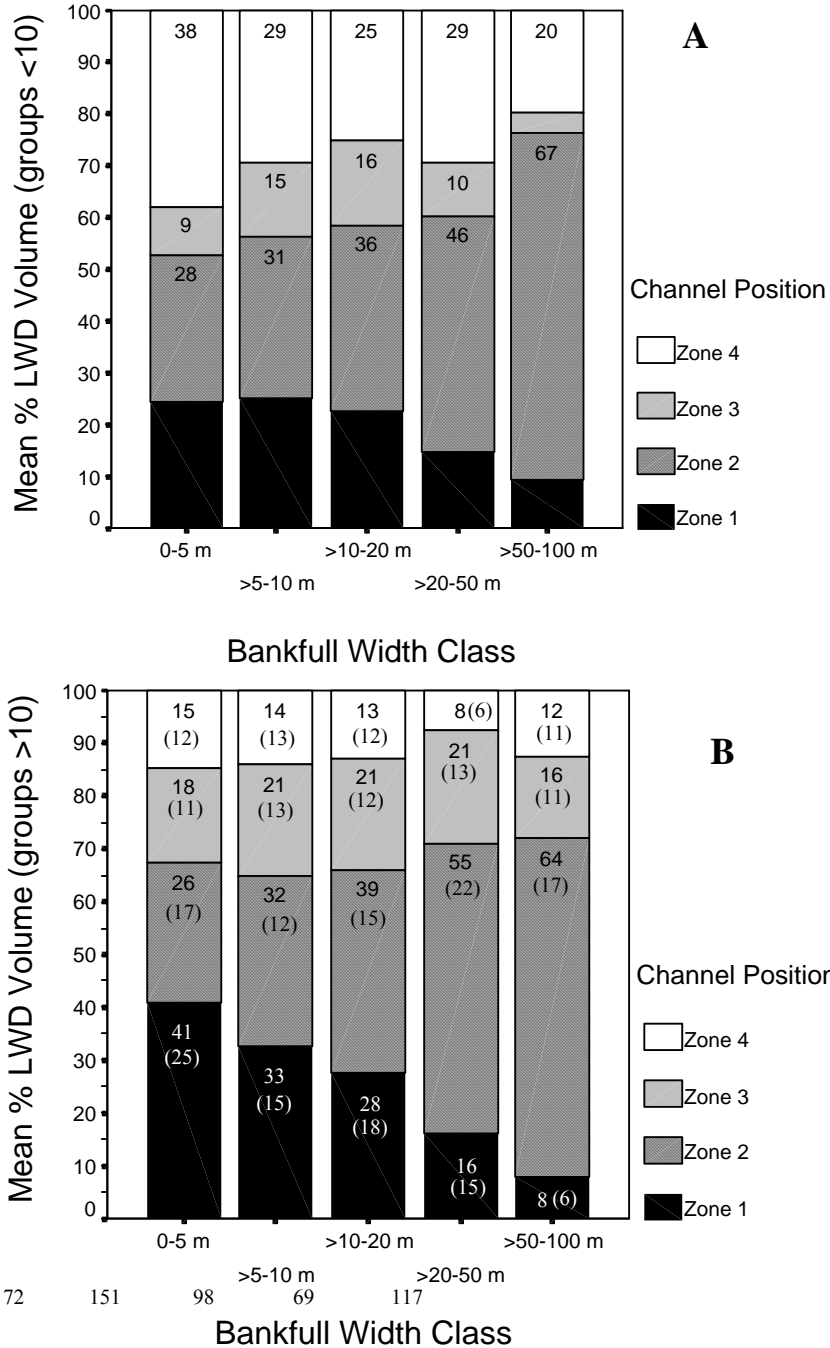 A
Mean % LWD Volume (groups <10)
100
90
80
70
60
50
40
30
20
10
0
38 29 25 29 20
15 16 10 67
9
28 31 36 46
Channel Position
Zone 4
Zone 3
Zone 2
Zone 1
0-5 m >10-20 m >50-100 m
>5-10 m >20-50 m
Bankfull Width Class
B
Mean % LWD Volume (groups >10)
100
90
80
70
60
50
40
30
20
10
0
15 14 13 8(6) 12
(12) (13) (12) (11)
18 21 21 21 16
(11) (13) (12) (13) (11)
26 32 39 55 64
(17) (12) (15) (22) (17)
41 33 28 16 8 (6)
(25) (15) (18) (15)
Channel Position
Zone 4
Zone 3
Zone 2
Zone 1
0-5 m >10-20 m >50-100 m
>5-10 m >20-50 m
72 151 98 69 117
Bankfull Width Class